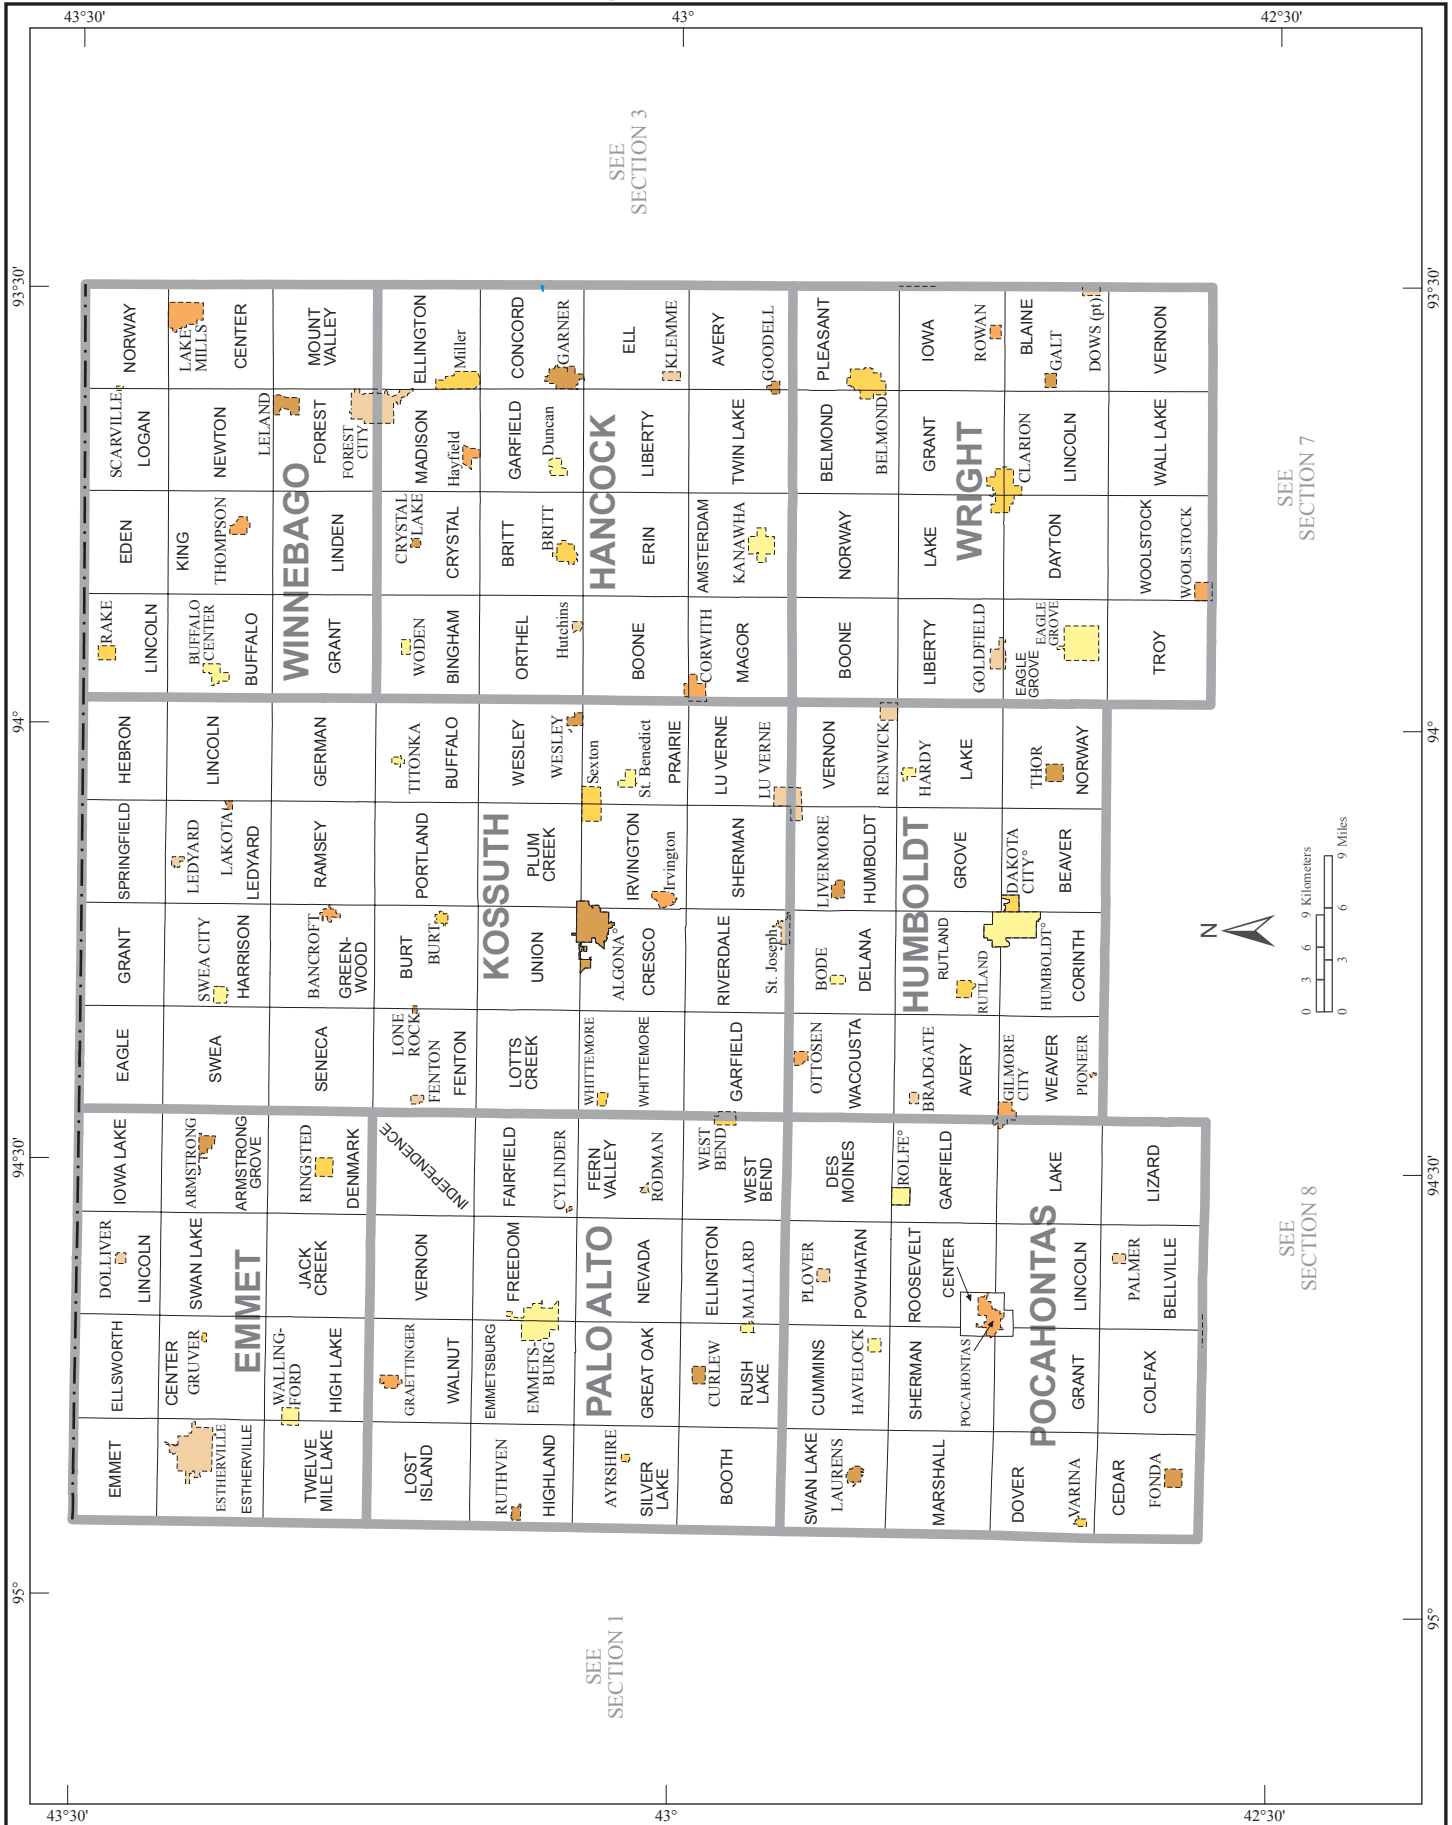 43°30'
43°
42°30'
93°30'
93°30'
94°
94°
94°30'
94°30'
95°
95°
43°30'
43°
42°30'
SEE
SECTION 3
SEE
SECTION 7
SEE
SECTION 8
SEE
SECTION 1
N
0 3 6 9 Kilometers
0 3 6 9 Miles
EMMET
EMMET
ELLSWORTH
DOLLIVER
LINCOLN
IOWA LAKE
ESTHERVILLE
ESTHERVILLE
CENTER
GRUVER
SWAN LAKE
ARMSTRONG
ARMSTRONG
GROVE
TWELVE
MILE LAKE
WALLING-
FORD
HIGH LAKE
JACK
CREEK
RINGSTED
DENMARK
KOSSUTH
EAGLE
GRANT
SPRINGFIELD
HEBRON
SWEA
SWEA CITY
HARRISON
LEDYARD
LAKOTA
LEDYARD
LINCOLN
SENECA
BANCROFT
GREEN-
WOOD
RAMSEY
GERMAN
LONE
ROCK
FENTON
FENTON
BURT
BURT
PORTLAND
TITONKA
BUFFALO
LOTTS
CREEK
UNION
PLUM
CREEK
WESLEY
WESLEY
WHITTEMORE
WHITTEMORE
ALGONA°
CRESCO
IRVINGTON
Irvington
Sexton
St. Benedict
PRAIRIE
GARFIELD
RIVERDALE
St. Joseph
SHERMAN
LU VERNE
LU VERNE
WINNEBAGO
RAKE
LINCOLN
EDEN
SCARVILLE
LOGAN
NORWAY
BUFFALO
CENTER
BUFFALO
KING
THOMPSON
NEWTON
LAKE
MILLS
CENTER
GRANT
LINDEN
LELAND
FOREST
FOREST
CITY
MOUNT
VALLEY
HANCOCK
WODEN
BINGHAM
CRYSTAL
LAKE
CRYSTAL
MADISON
Hayfield
ELLINGTON
Miller
ORTHEL
Hutchins
BRITT
BRITT
GARFIELD
Duncan
CONCORD
GARNER
BOONE
ERIN
LIBERTY
ELL
KLEMME
CORWITH
MAGOR
AMSTERDAM
KANAWHA
TWIN LAKE
AVERY
GOODELL
PALO ALTO
LOST
ISLAND
GRAETTINGER
WALNUT
VERNON
INDEPENDENCE
RUTHVEN
HIGHLAND
EMMETSBURG
EMMETS-
BURG
FREEDOM
FAIRFIELD
CYLINDER
AYRSHIRE
SILVER
LAKE
GREAT OAK
NEVADA
FERN
VALLEY
RODMAN
BOOTH
CURLEW
RUSH
LAKE
ELLINGTON
MALLARD
WEST
BEND
WEST
BEND
POCAHONTAS
SWAN LAKE
LAURENS
CUMMINS
HAVELOCK
PLOVER
POWHATAN
DES
MOINES
MARSHALL
SHERMAN
POCAHONTAS
ROOSEVELT
CENTER
ROLFE°
GARFIELD
DOVER
VARINA
GRANT
LINCOLN
LAKE
CEDAR
FONDA
COLFAX
PALMER
BELLVILLE
LIZARD
HUMBOLDT
OTTOSEN
WACOUSTA
BODE
DELANA
LIVERMORE
HUMBOLDT
VERNON
RENWICK
BRADGATE
AVERY
RUTLAND
RUTLAND
GROVE
HARDY
LAKE
GILMORE
CITY
WEAVER
PIONEER
HUMBOLDT°
CORINTH
DAKOTA
CITY°
BEAVER
THOR
NORWAY
WRIGHT
BOONE
NORWAY
BELMOND
BELMOND
PLEASANT
LIBERTY
GOLDFIELD
LAKE
GRANT
IOWA
ROWAN
EAGLE
GROVE
EAGLE
GROVE
DAYTON
CLARION
LINCOLN
BLAINE
GALT
DOWS (pt)
TROY
WOOLSTOCK
WOOLSTOCK
WALL LAKE
VERNON